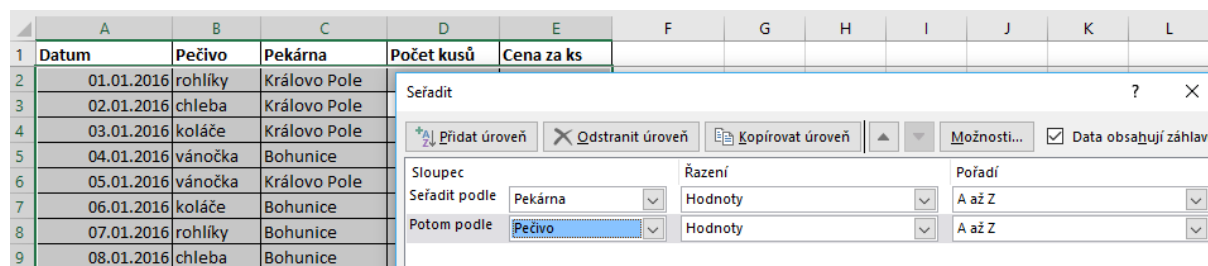 A B C D E F G H I J K L
1 Datum Pečivo Pekárna Počet kusů Cena za ks
2 01.01.2016 rohlíky Královo Pole
3 02.01.2016 chleba Královo Pole
4 03.01.2016 koláče Královo Pole
5 04.01.2016 vánočka Bohunice
6 05.01.2016 vánočka Královo Pole
7 06.01.2016 koláče Bohunice
8 07.01.2016 rohlíky Bohunice
9 08.01.2016 chleba Bohunice
Seřadit ?
Přidat úroveň Odstranit úroveň Kopírovat úroveň Možnosti... Data obsahují záhlav
Sloupec Řazení Pořadí
Seřadit podle Pekárna Hodnoty A až Z
Potom podle Pečivo Hodnoty A až Z